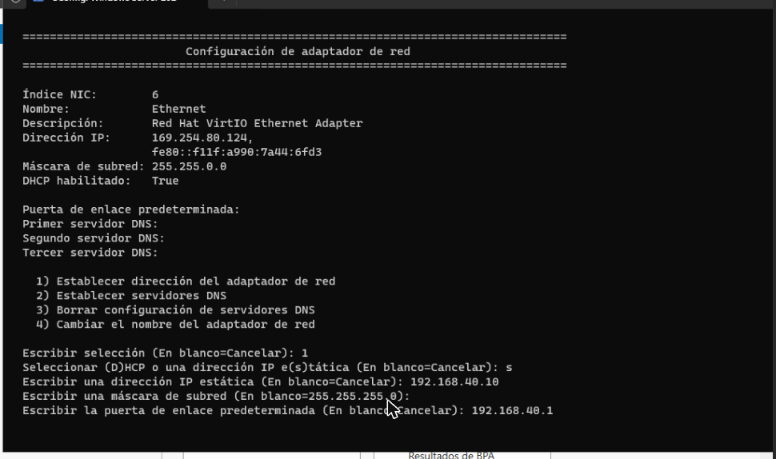 ================================================================================
Configuración de adaptador de red
================================================================================
Índice NIC: 6
Nombre: Ethernet
Descripción: Red Hat VirtIO Ethernet Adapter
Dirección IP: 169.254.80.124,
fe80::f11f:a990:7a44:6fd3
Máscara de subred: 255.255.0.0
DHCP habilitado: True
Puerta de enlace predeterminada:
Primer servidor DNS:
Segundo servidor DNS:
Tercer servidor DNS:
1) Establecer dirección del adaptador de red
2) Establecer servidores DNS
3) Borrar configuración de servidores DNS
4) Cambiar el nombre del adaptador de red
Escribir selección (En blanco=Cancelar): 1
Seleccionar (D)HCP o una dirección IP e(s)tática (En blanco=Cancelar): s
Escribir una dirección IP estática (En blanco=Cancelar): 192.168.40.10
Escribir una máscara de subred (En blanco=255.255.255.0):
Escribir la puerta de enlace predeterminada (En blanco=Cancelar): 192.168.40.1
Resultados de BPA